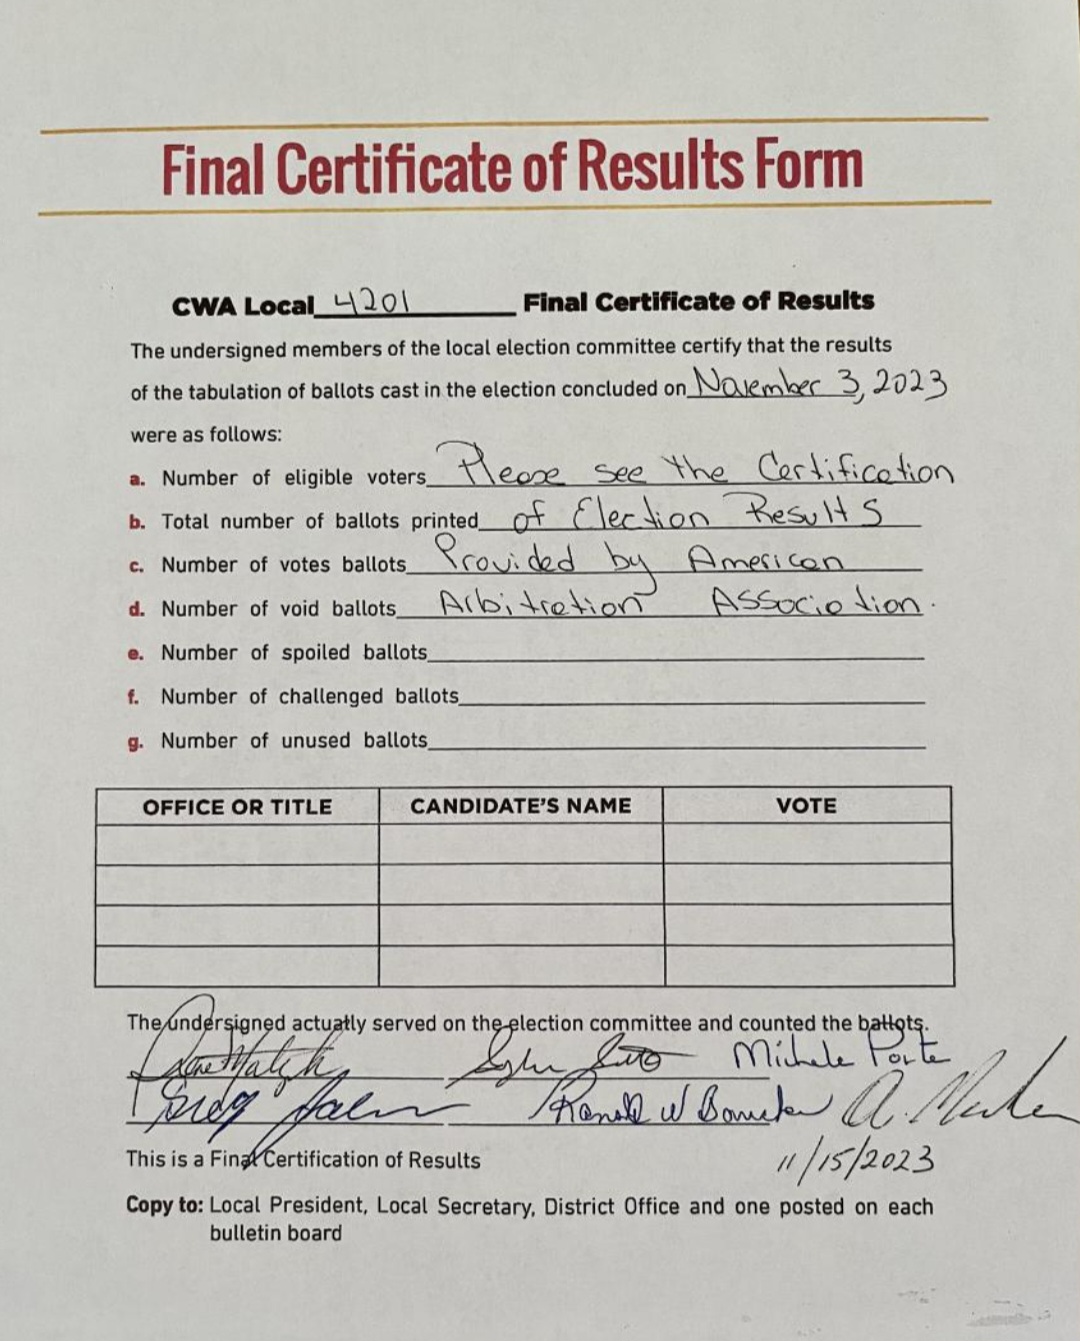 Final Certificate of Results Form
CWA Local 4201 Final Certificate of Results
The undersigned members of the local election committee certify that the results
of the tabulation of ballots cast in the election concluded on November 3, 2023
were as follows:
a. Number of eligible voters Please see the Certification
b. Total number of ballots printed of Election Results
c. Number of votes ballots Provided by American
d. Number of void ballots Arbitration Association.
e. Number of spoiled ballots
f. Number of challenged ballots
g. Number of unused ballots
OFFICE OR TITLE CANDIDATE'S NAME VOTE
The undersigned actually served on the election committee and counted the ballots.
Michele Porte
Greg Ronald W
This is a Final Certification of Results 11/15/2023
Copy to: Local President, Local Secretary, District Office and one posted on each
bulletin board